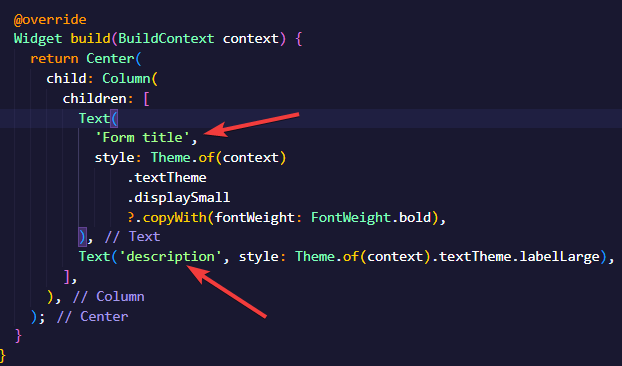 @override
Widget build(BuildContext context) {
  return Center(
    child: Column(
      children: [
        Text(
          'Form title',
          style: Theme.of(context)
              .textTheme
              .displaySmall
              ?.copyWith(fontWeight: FontWeight.bold),
        ), // Text
        Text('description', style: Theme.of(context).textTheme.labelLarge),
      ],
    ), // Column
  ); // Center
}
}